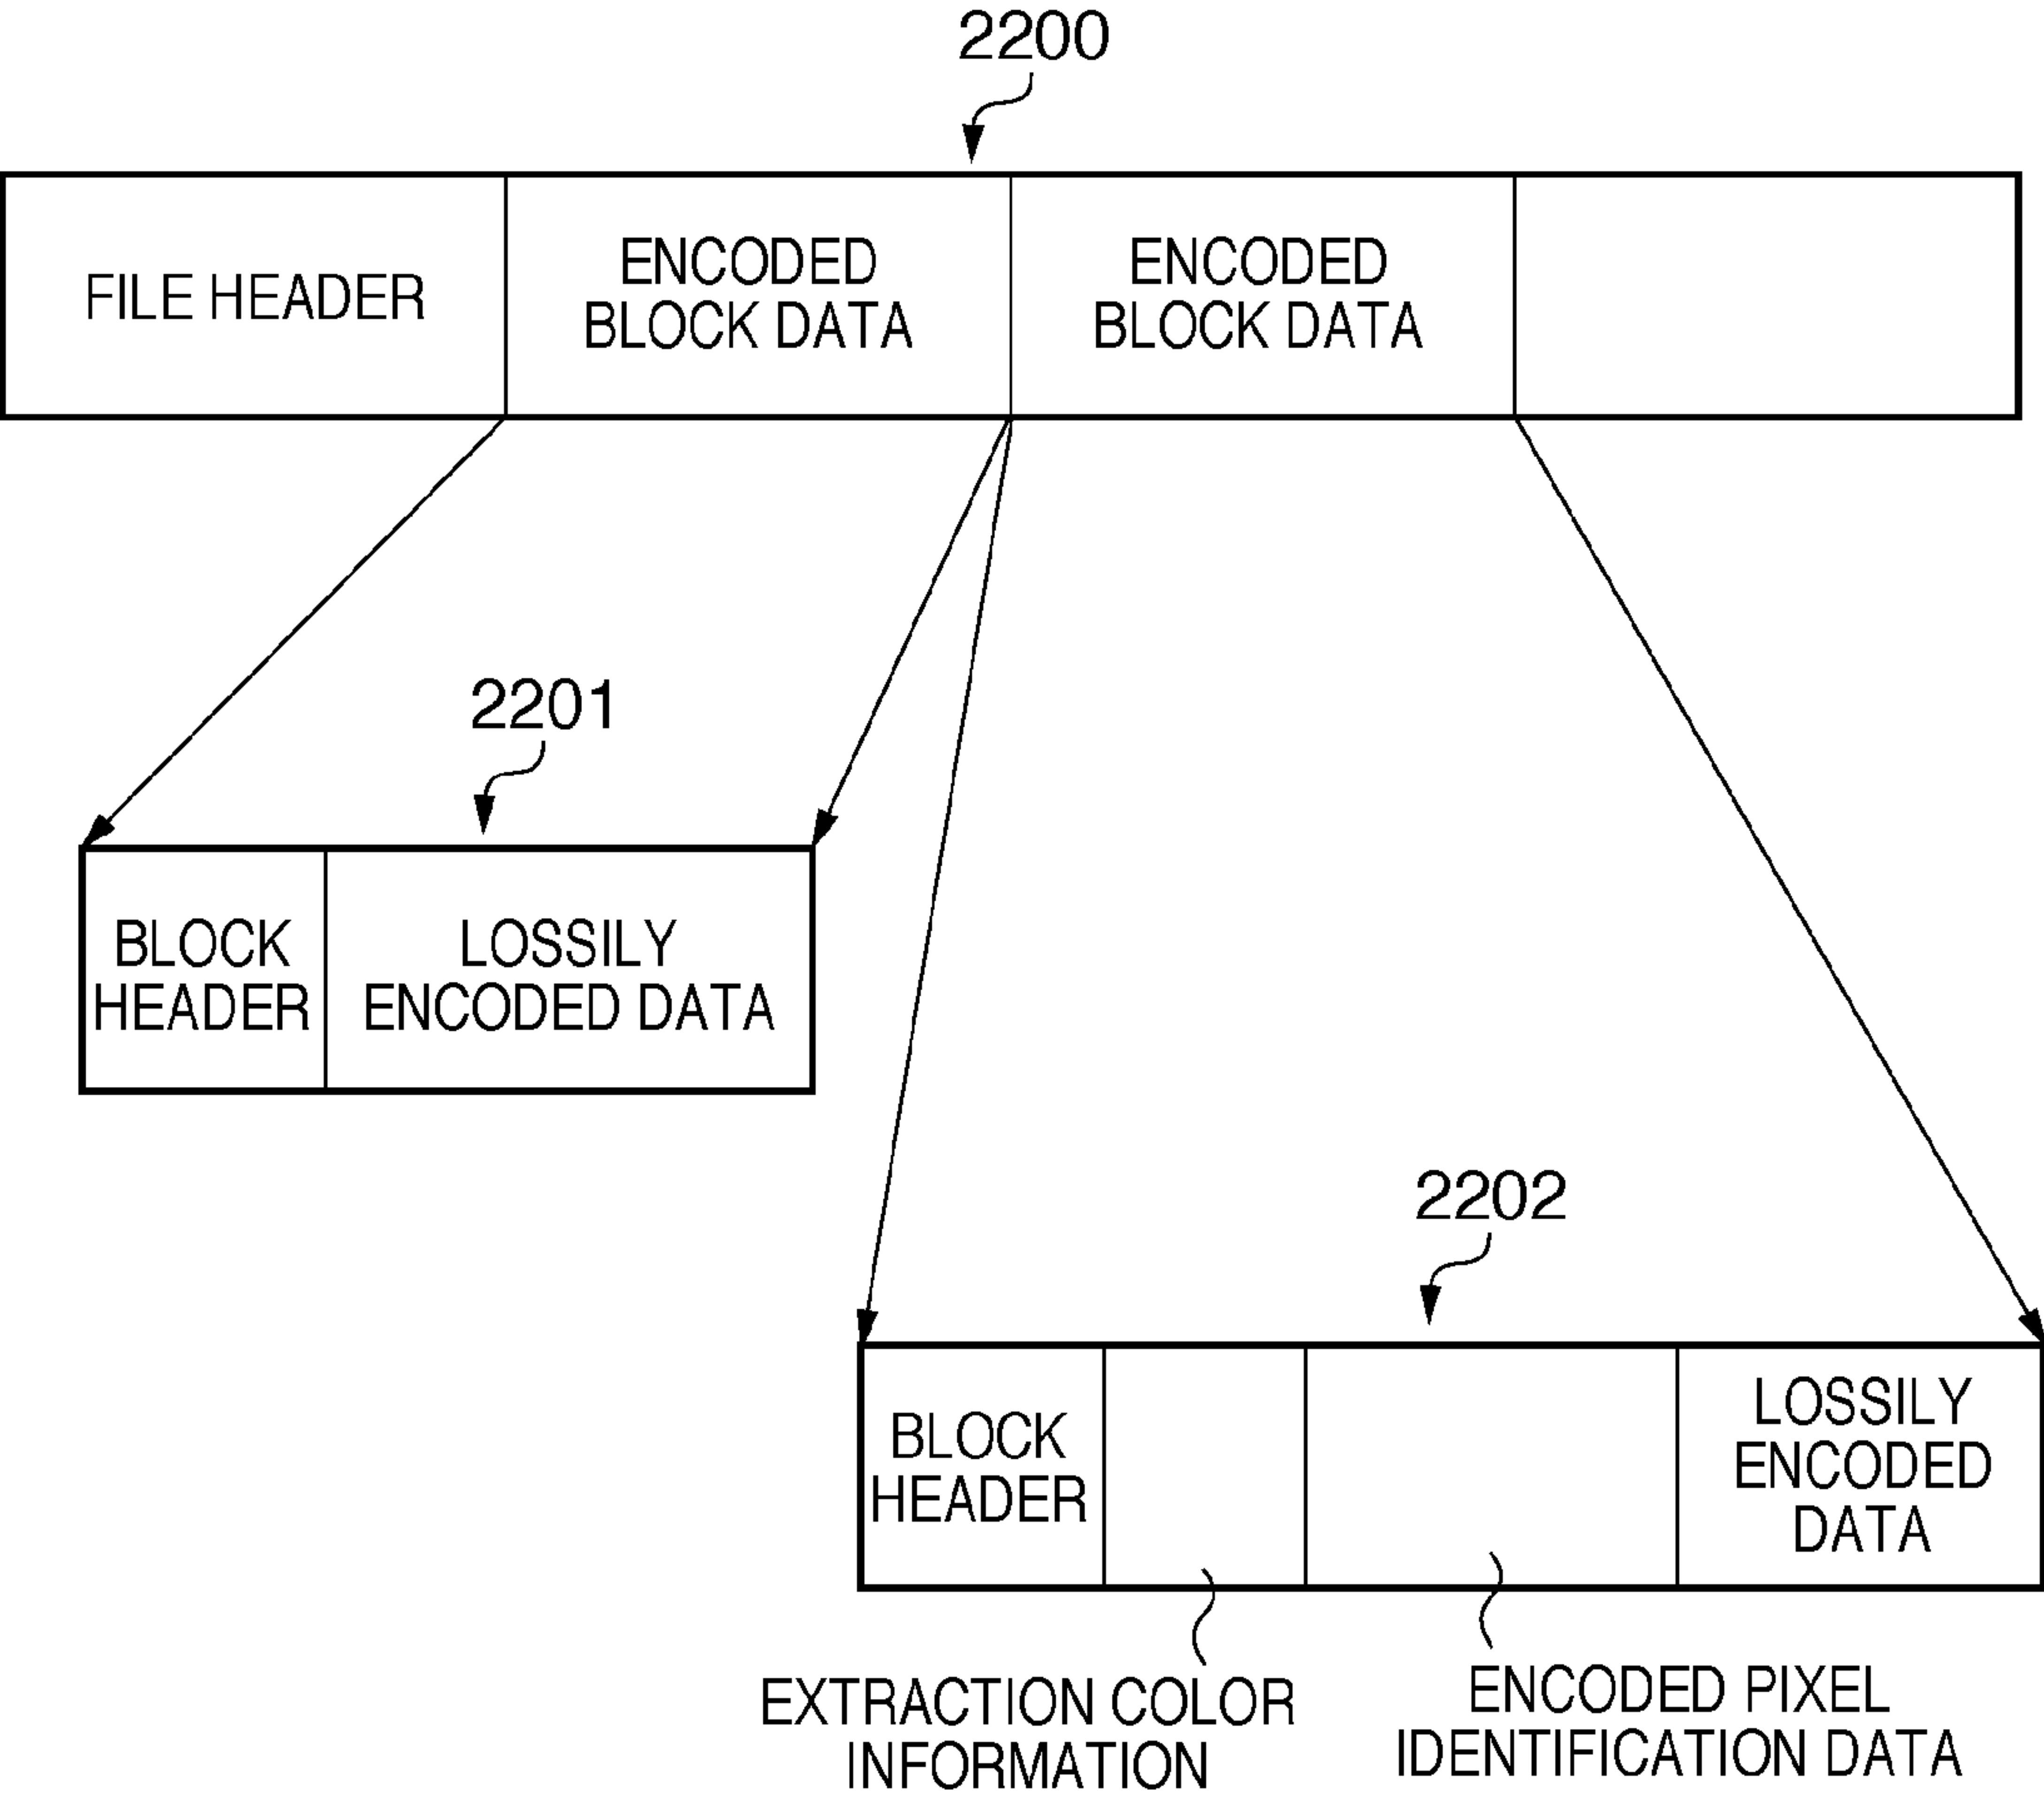 2200
FILE HEADER
ENCODED
BLOCK DATA
ENCODED
BLOCK DATA
2201
BLOCK
HEADER
LOSSILY
ENCODED DATA
2202
BLOCK
HEADER
LOSSILY
ENCODED
DATA
EXTRACTION COLOR
INFORMATION
ENCODED PIXEL
IDENTIFICATION DATA